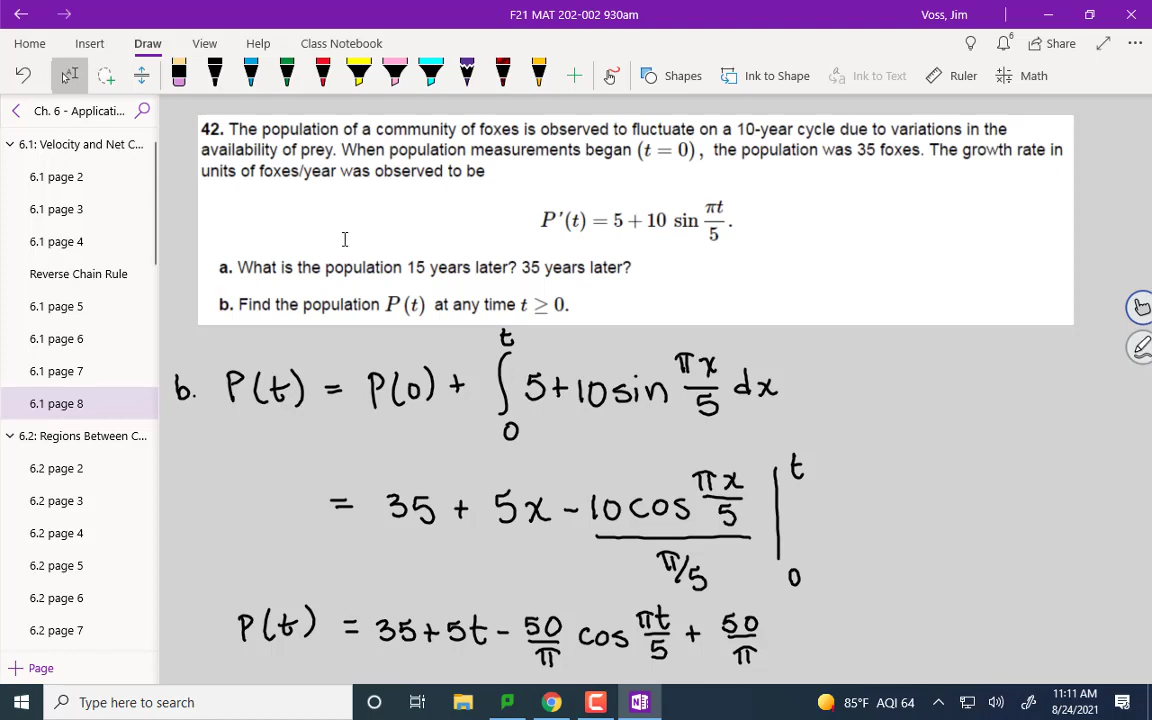 F21 MAT 202-002 930am
Voss, Jim
Home Insert Draw View Help Class Notebook
6 Share
Shapes Ink to Shape Ink to Text Ruler Math
Ch. 6 - Applicati...
6.1: Velocity and Net C...
6.1 page 2
6.1 page 3
6.1 page 4
Reverse Chain Rule
6.1 page 5
6.1 page 6
6.1 page 7
6.1 page 8
6.2: Regions Between C...
6.2 page 2
6.2 page 3
6.2 page 4
6.2 page 5
6.2 page 6
6.2 page 7
+ Page
42. The population of a community of foxes is observed to fluctuate on a 10-year cycle due to variations in the
availability of prey. When population measurements began (t = 0), the population was 35 foxes. The growth rate in
units of foxes/year was observed to be
P'(t) = 5 + 10 sin πt/5.
a. What is the population 15 years later? 35 years later?
b. Find the population P(t) at any time t ≥ 0.
b. P(t) = P(0) + ∫₀ᵗ 5+10sin πx/5 dx
= 35 + 5x - 10cos πx/5 / π/5 |₀ᵗ
P(t) = 35+5t - 50/π cos πt/5 + 50/π
Type here to search
85°F AQI 64
11:11 AM
8/24/2021